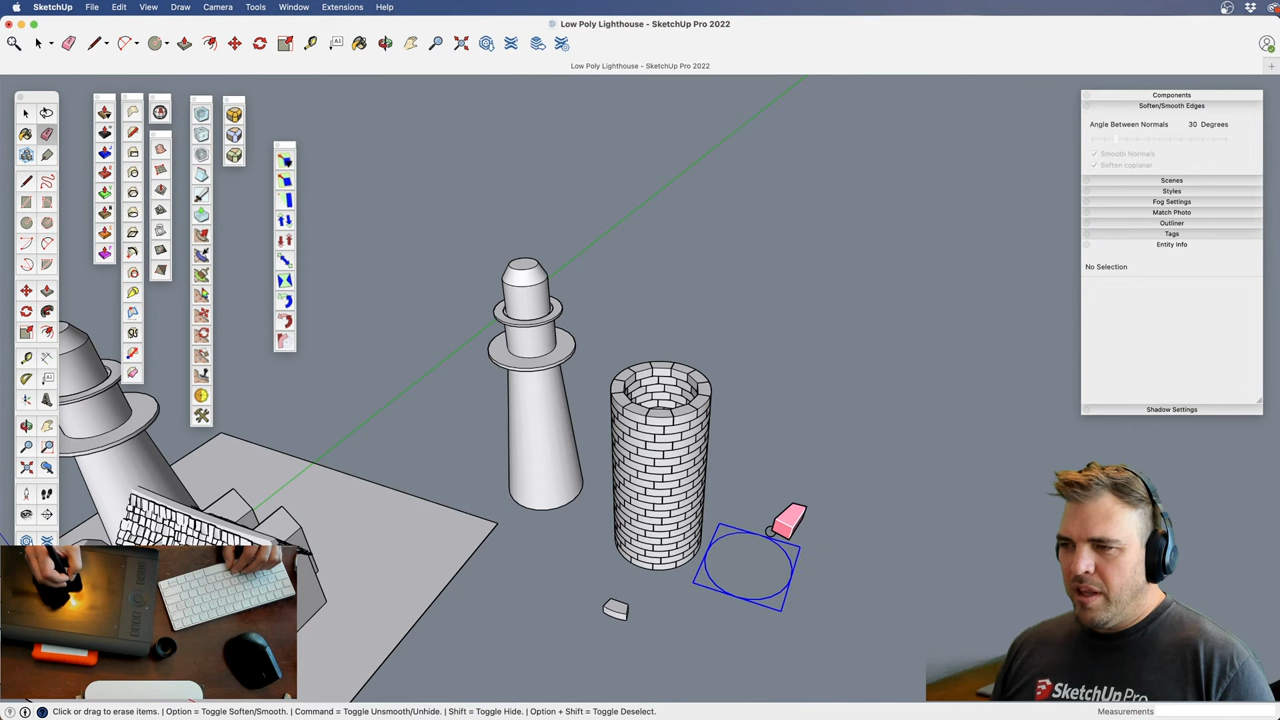 SketchUp File Edit View Draw Camera Tools Window Extensions Help
Low Poly Lighthouse - SketchUp Pro 2022
Low Poly Lighthouse - SketchUp Pro 2022
Components
Soften/Smooth Edges
Angle Between Normals 30 Degrees
Smooth Normals
Soften coplanar
Scenes
Styles
Fog Settings
Match Photo
Outliner
Tags
Entity Info
No Selection
Shadow Settings
SketchUp Pro
Click or drag to erase items. | Option = Toggle Soften/Smooth. | Command = Toggle Unsmooth/Unhide. | Shift = Toggle Hide. | Option + Shift = Toggle Deselect.
Measurements